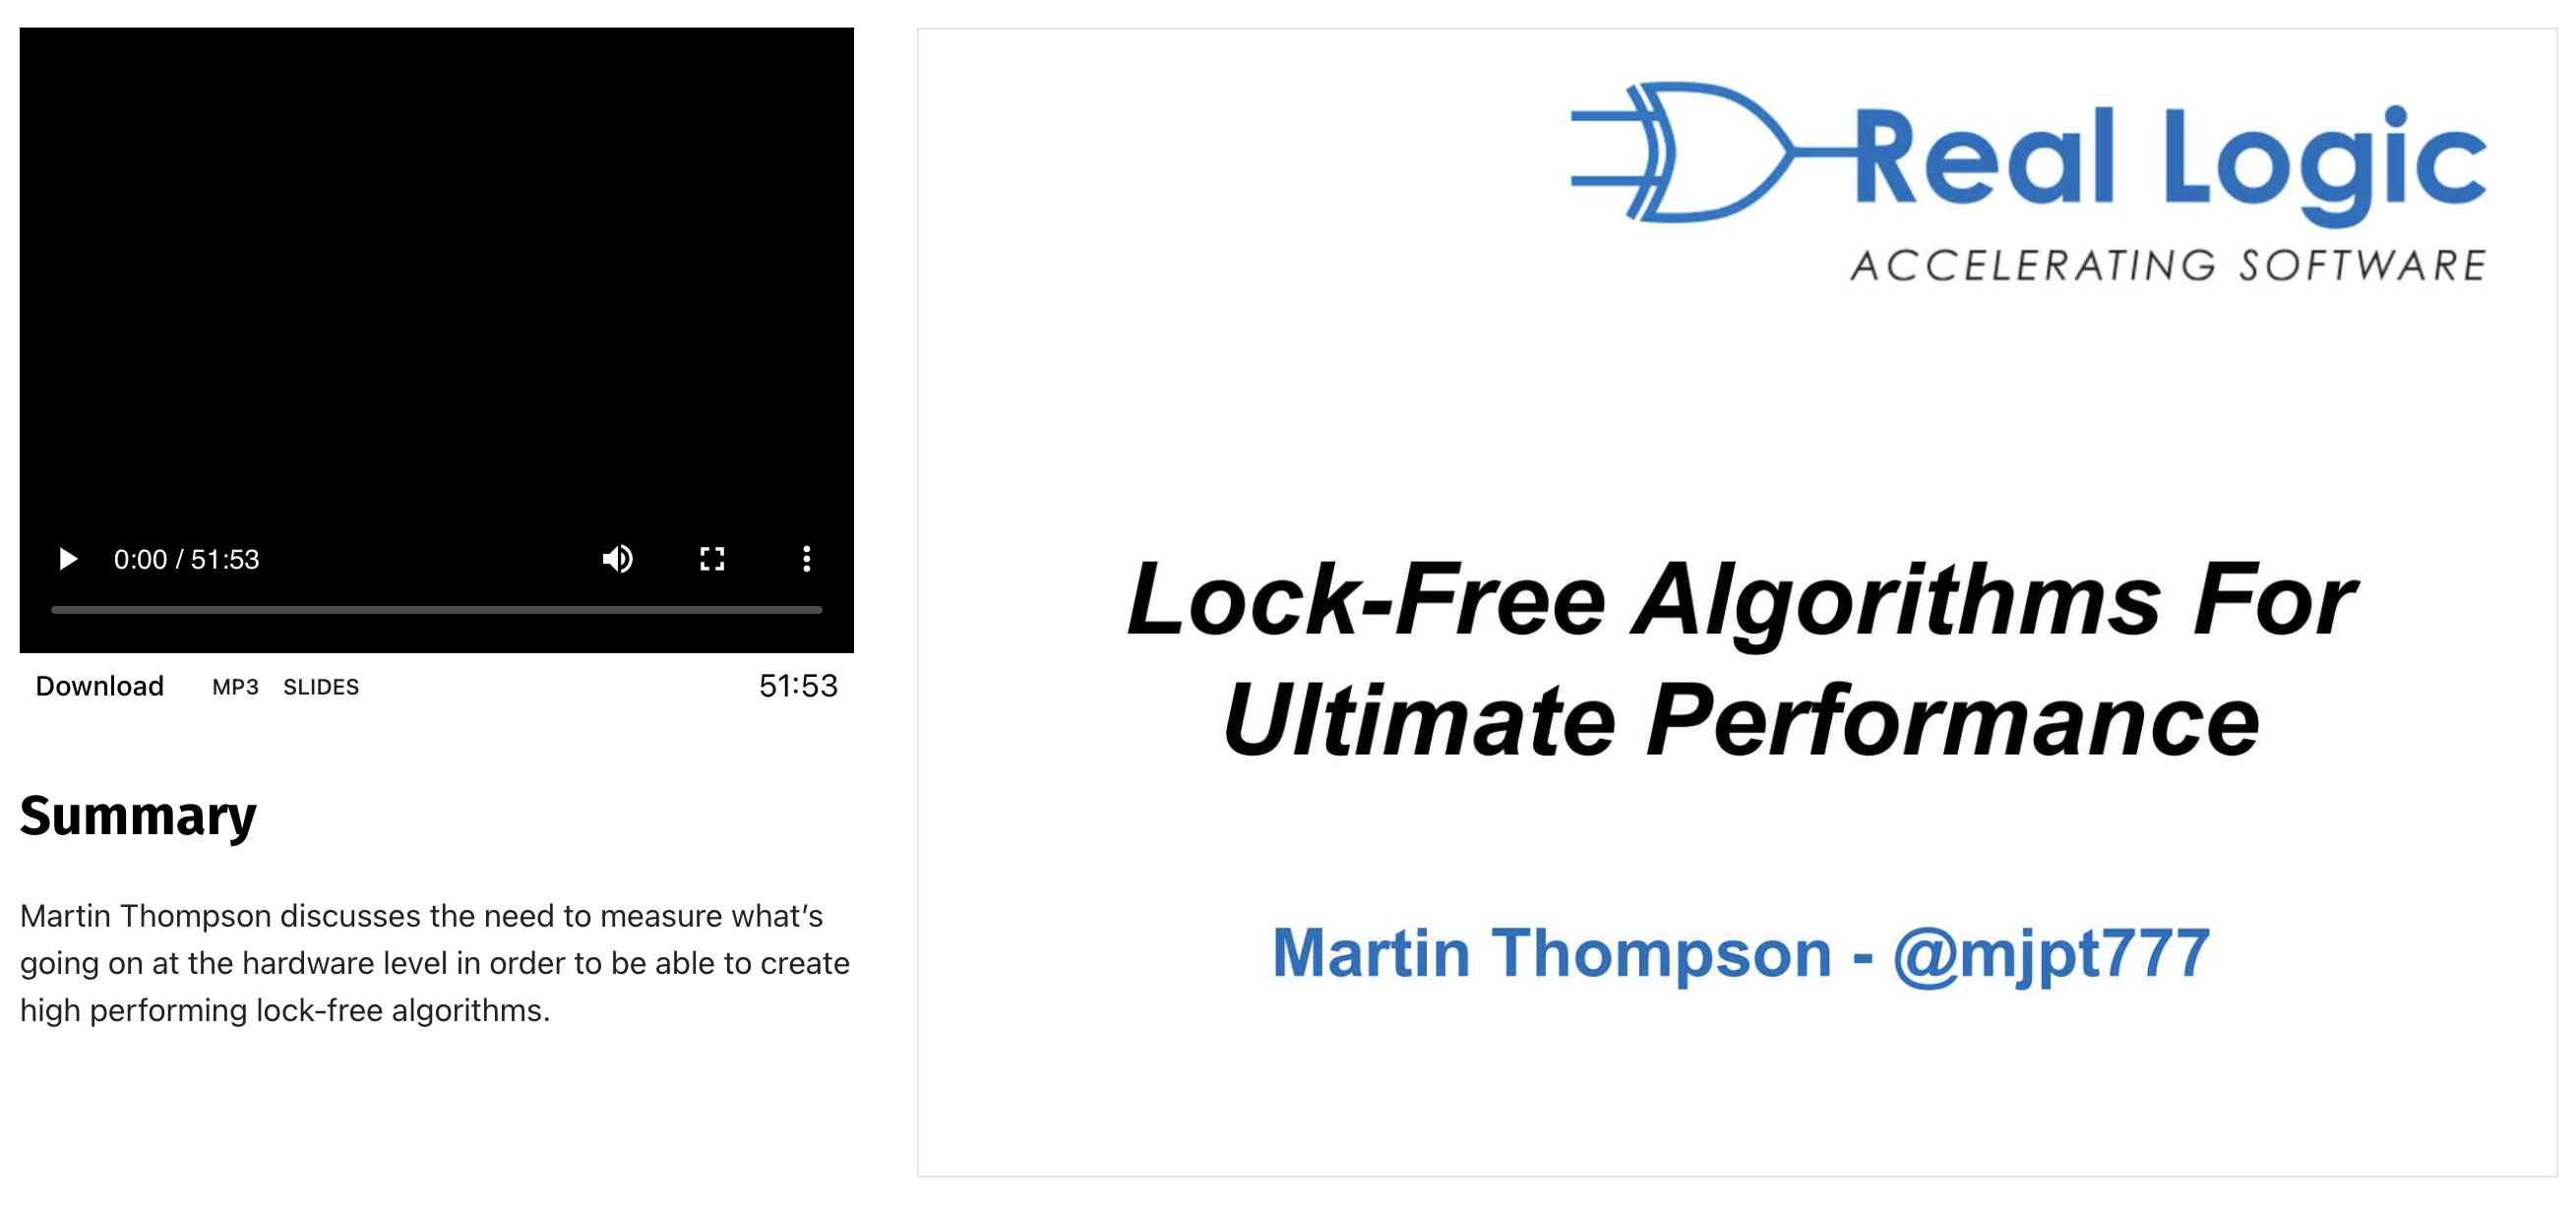 0:00 / 51:53
Download MP3 SLIDES 51:53
Summary
Martin Thompson discusses the need to measure what’s
going on at the hardware level in order to be able to create
high performing lock-free algorithms.
Real Logic
ACCELERATING SOFTWARE
Lock-Free Algorithms For
Ultimate Performance
Martin Thompson - @mjpt777